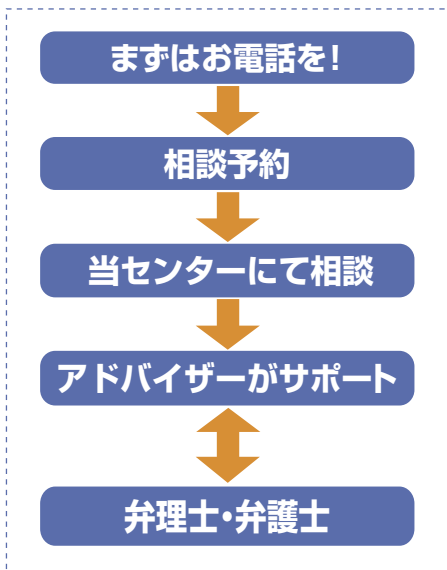 まずはお電話を！
相談予約
当センターにて相談
アドバイザーがサポート
弁理士・弁護士